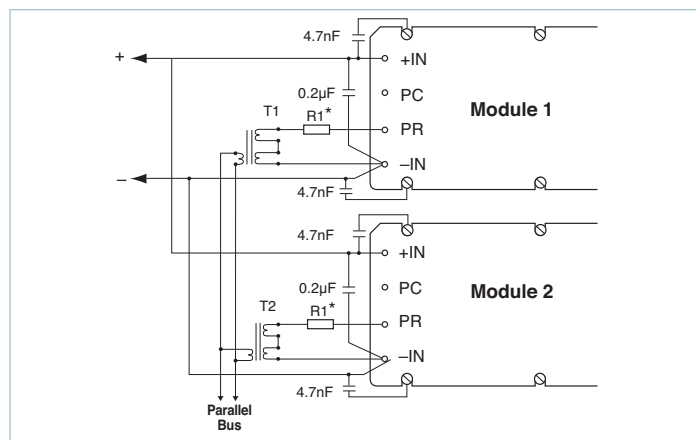 4.7nF
+
+IN
0.2µF
PC
Module 1
T1
R1*
PR
–IN
–
4.7nF
4.7nF
+IN
0.2µF
PC
Module 2
T2
R1*
PR
–IN
4.7nF
Parallel
Bus